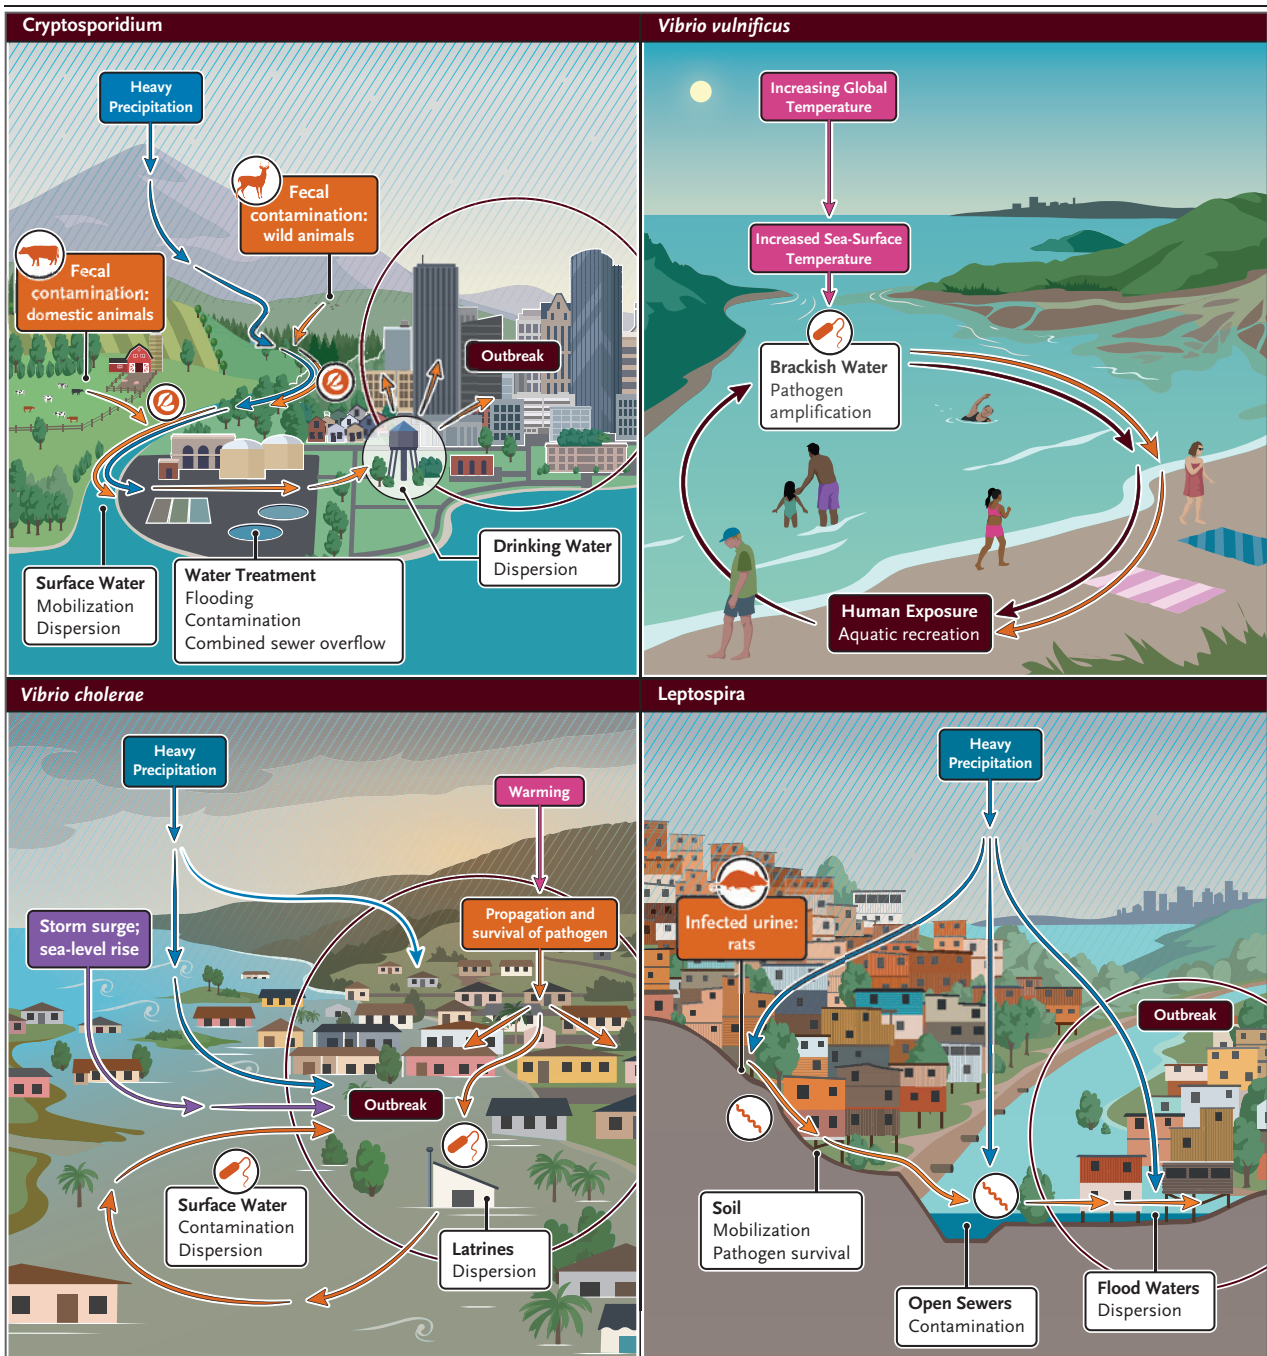 Cryptosporidium
Heavy
Precipitation
Fecal
contamination:
wild animals
Fecal
contamination:
domestic animals
Outbreak
Drinking Water
Dispersion
Surface Water
Mobilization
Dispersion
Water Treatment
Flooding
Contamination
Combined sewer overflow
Vibrio vulnificus
Increasing Global
Temperature
Increased Sea-Surface
Temperature
Brackish Water
Pathogen
amplification
Human Exposure
Aquatic recreation
Vibrio cholerae
Heavy
Precipitation
Warming
Storm surge;
sea-level rise
Propagation and
survival of pathogen
Outbreak
Surface Water
Contamination
Dispersion
Latrines
Dispersion
Leptospira
Heavy
Precipitation
Infected urine:
rats
Outbreak
Soil
Mobilization
Pathogen survival
Open Sewers
Contamination
Flood Waters
Dispersion